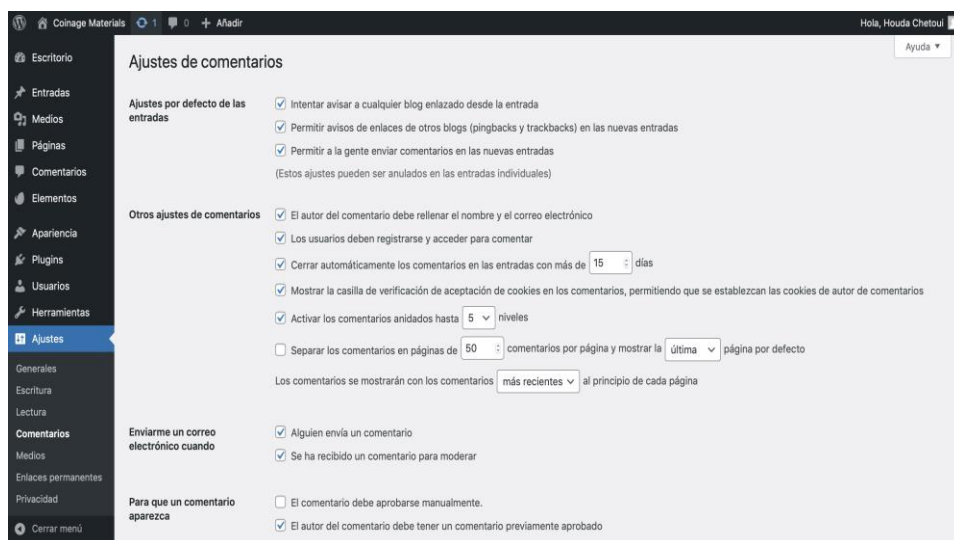 Coinage Materials 1 0 + Añadir
Hola, Houda Chetoui
Ayuda
Escritorio
Entradas
Medios
Páginas
Comentarios
Elementos
Apariencia
Plugins
Usuarios
Herramientas
Ajustes
Generales
Escritura
Lectura
Comentarios
Medios
Enlaces permanentes
Privacidad
Cerrar menú
Ajustes de comentarios
Ajustes por defecto de las
entradas
Intentar avisar a cualquier blog enlazado desde la entrada
Permitir avisos de enlaces de otros blogs (pingbacks y trackbacks) en las nuevas entradas
Permitir a la gente enviar comentarios en las nuevas entradas
(Estos ajustes pueden ser anulados en las entradas individuales)
Otros ajustes de comentarios
El autor del comentario debe rellenar el nombre y el correo electrónico
Los usuarios deben registrarse y acceder para comentar
Cerrar automáticamente los comentarios en las entradas con más de 15 días
Mostrar la casilla de verificación de aceptación de cookies en los comentarios, permitiendo que se establezcan las cookies de autor de comentarios
Activar los comentarios anidados hasta 5 niveles
Separar los comentarios en páginas de 50 comentarios por página y mostrar la última página por defecto
Los comentarios se mostrarán con los comentarios más recientes al principio de cada página
Enviarme un correo
electrónico cuando
Alguien envía un comentario
Se ha recibido un comentario para moderar
Para que un comentario
aparezca
El comentario debe aprobarse manualmente.
El autor del comentario debe tener un comentario previamente aprobado